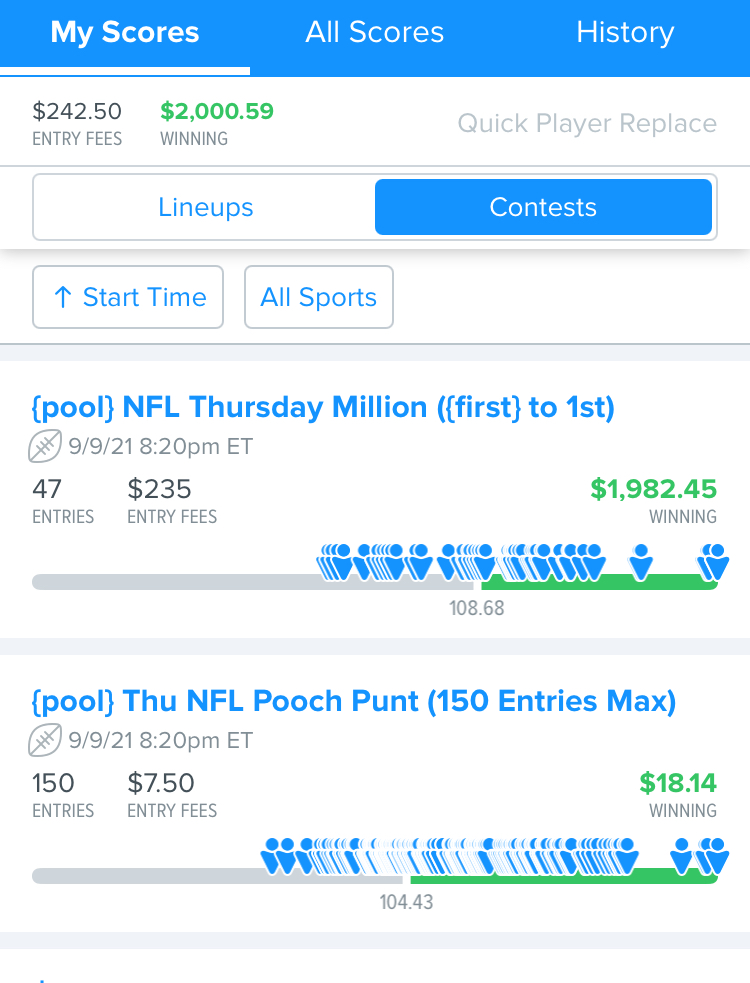 My Scores All Scores History
$242.50 $2,000.59 Quick Player Replace
ENTRY FEES WINNING
Lineups Contests
↑ Start Time All Sports
{pool} NFL Thursday Million ({first} to 1st)
9/9/21 8:20pm ET
47 $235 $1,982.45
ENTRIES ENTRY FEES WINNING
108.68
{pool} Thu NFL Pooch Punt (150 Entries Max)
9/9/21 8:20pm ET
150 $7.50 $18.14
ENTRIES ENTRY FEES WINNING
104.43